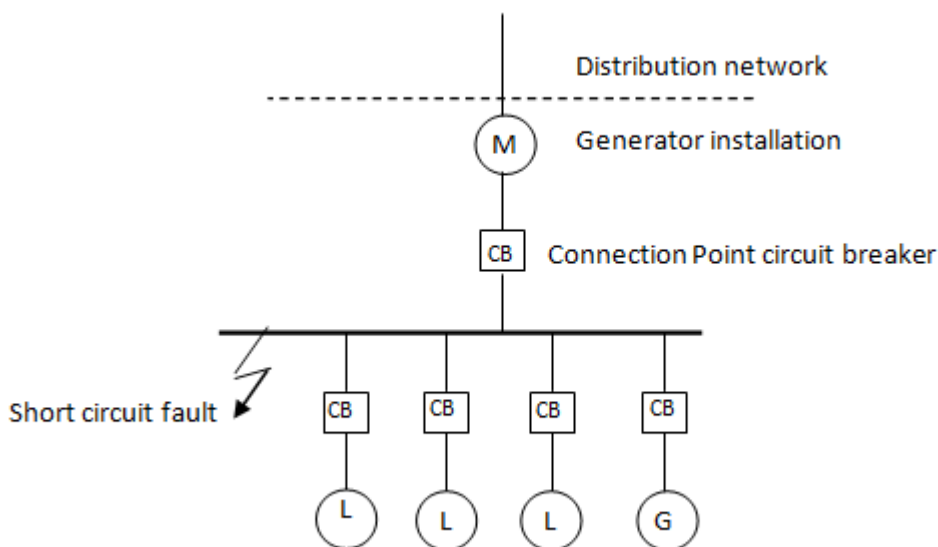 Distribution network
M
Generator installation
CB
Connection Point circuit breaker
Short circuit fault
CB
CB
CB
CB
L
L
L
G